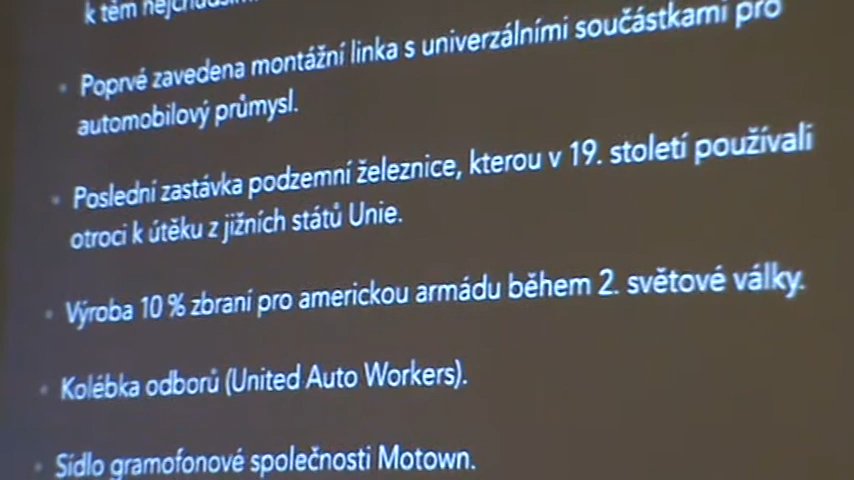 k těm nejchudším
• Poprvé zavedena montážní linka s univerzálními součástkami pro
automobilový průmysl.
• Poslední zastávka podzemní železnice, kterou v 19. století používali
otroci k útěku z jižních států Unie.
• Výroba 10 % zbraní pro americkou armádu během 2. světové války.
• Kolébka odborů (United Auto Workers).
• Sídlo gramofonové společnosti Motown.